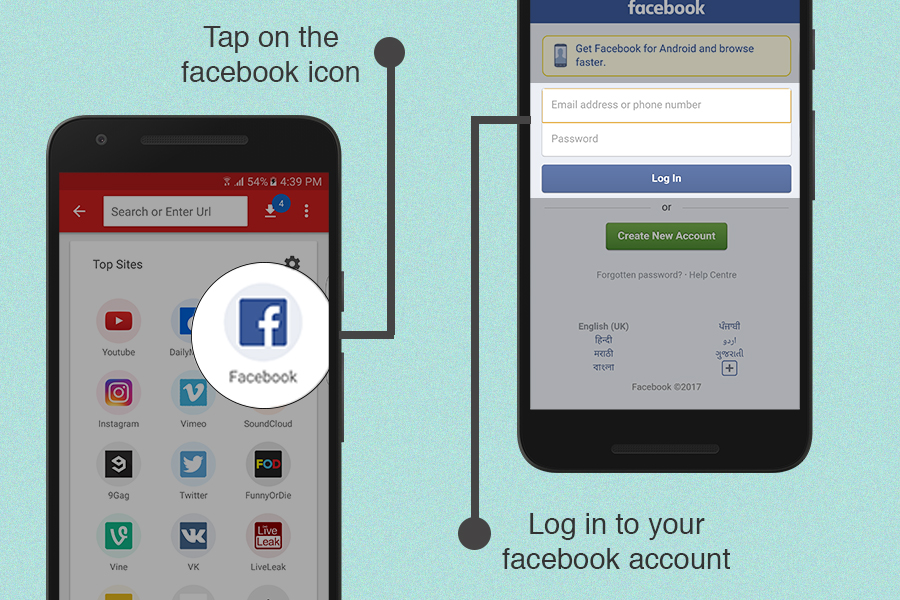 Tap on the
facebook icon
54% 4:39 PM
Search or Enter Url
4
Top Sites
Facebook
Youtube
Instagram
Vimeo
SoundCloud
9Gag
Twitter
FOD
FunnyOrDie
Vine
VK
Live
Leak
LiveLeak
facebook
Get Facebook for Android and browse
faster.
Email address or phone number
Password
Log In
or
Create New Account
Forgotten password? · Help Centre
English (UK)
हिन्दी
मराठी
বাংলা
ਪੰਜਾਬੀ
اردو
ગુજરાતી
Facebook ©2017
Log in to your
facebook account